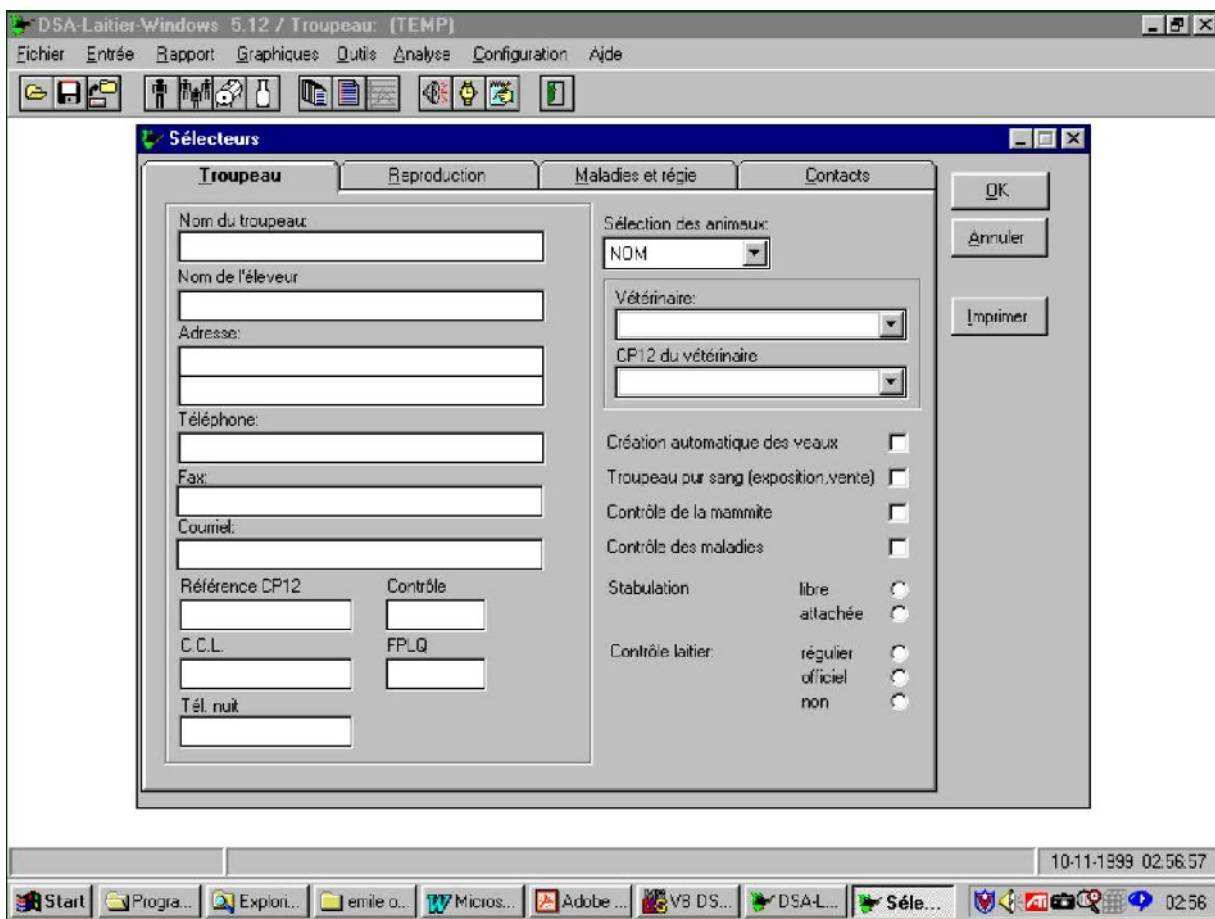 DSA-Laitier-Windows 5.12 / Troupeau: (TEMP)
Fichier Entrée Rapport Graphiques Outils Analyse Configuration Aide
Sélecteurs
Troupeau Reproduction Maladies et régie Contacts
OK
Annuler
Imprimer
Nom du troupeau:
Nom de l'éleveur
Adresse:
Téléphone:
Fax:
Courriel:
Référence CP12 Contrôle
C.C.L. FPLQ
Tél. nuit
Sélection des animaux:
NOM
Vétérinaire:
CP12 du vétérinaire
Création automatique des veaux
Troupeau pur sang (exposition,vente)
Contrôle de la mammite
Contrôle des maladies
Stabulation libre
attachée
Contrôle laitier: régulier
officiel
non
10-11-1999 02:56:57
Start Progra... Explori... emile o... Micros... Adobe ... V3 DS... DSA-L... Séle... 02:56